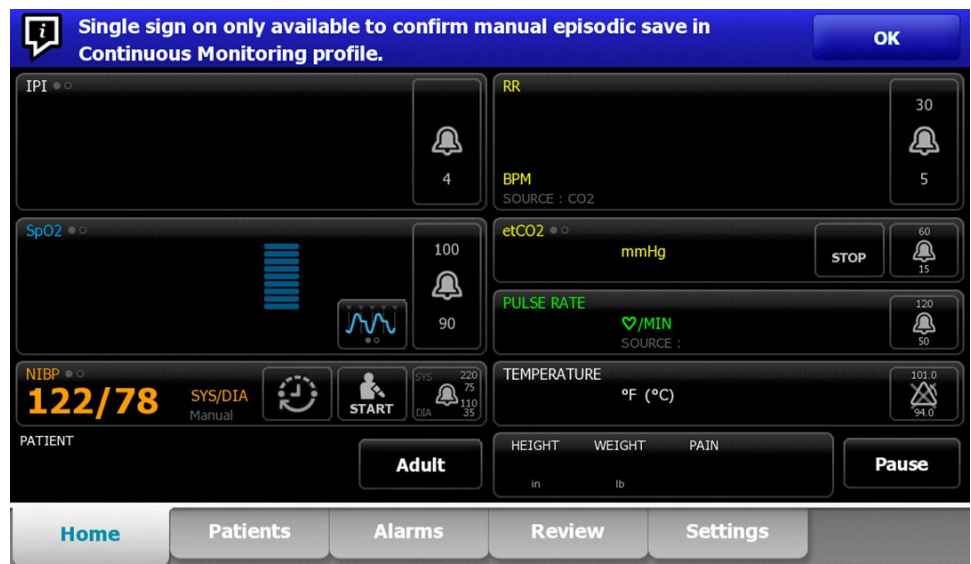 Single sign on only available to confirm manual episodic save in
Continuous Monitoring profile.
OK
IPI
4
RR
BPM
SOURCE : CO2
30
5
SpO2
100
90
etCO2
mmHg
STOP
60
15
PULSE RATE
♡/MIN
SOURCE :
120
50
NIBP
122/78
SYS/DIA
Manual
START
SYS 220
75
110
DIA 35
TEMPERATURE
°F (°C)
101.0
94.0
PATIENT
Adult
HEIGHT WEIGHT PAIN
in lb
Pause
Home Patients Alarms Review Settings